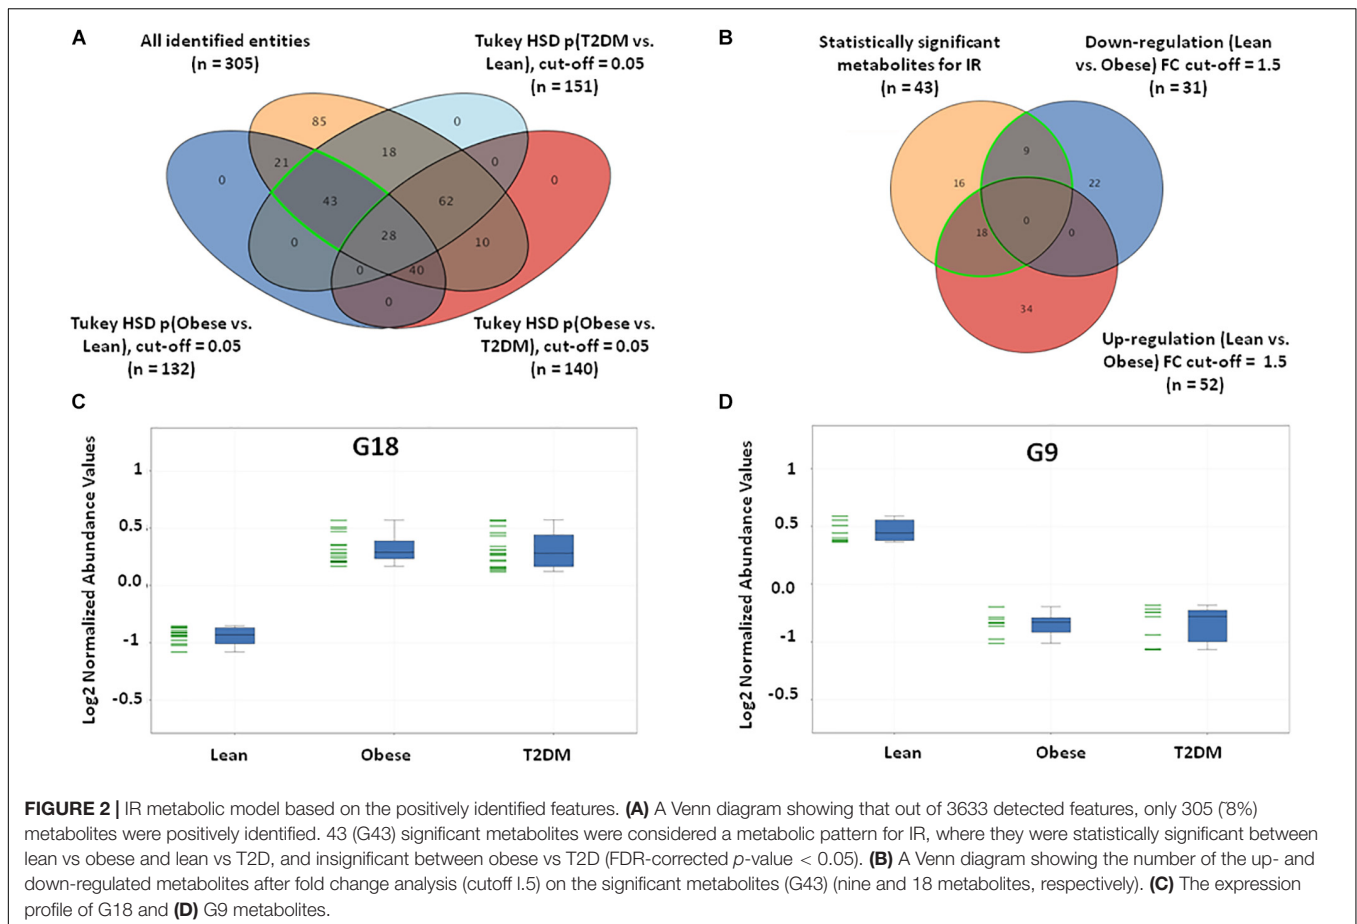 A
All identified entities
(n = 305)
Tukey HSD p(T2DM vs.
Lean), cut-off = 0.05
(n = 151)
85
0
21
18
0
0
0
43
62
0
28
10
0
40
0
Tukey HSD p(Obese vs.
Lean), cut-off = 0.05
(n = 132)
Tukey HSD p(Obese vs.
T2DM), cut-off = 0.05
(n = 140)
B
Statistically significant
metabolites for IR
(n = 43)
Down-regulation (Lean
vs. Obese) FC cut-off = 1.5
(n = 31)
9
16
22
0
18
0
34
Up-regulation (Lean vs.
Obese) FC cut-off = 1.5
(n = 52)
C
G18
Log2 Normalized Abundance Values
1
0.5
0.0
-1
-0.5
Lean
Obese
T2DM
D
G9
Log2 Normalized Abundance Values
1
0.5
0.0
-1
-0.5
Lean
Obese
T2DM
FIGURE 2 | IR metabolic model based on the positively identified features. (A) A Venn diagram showing that out of 3633 detected features, only 305 (˜8%)
metabolites were positively identified. 43 (G43) significant metabolites were considered a metabolic pattern for IR, where they were statistically significant between
lean vs obese and lean vs T2D, and insignificant between obese vs T2D (FDR-corrected p-value < 0.05). (B) A Venn diagram showing the number of the up- and
down-regulated metabolites after fold change analysis (cutoff l.5) on the significant metabolites (G43) (nine and 18 metabolites, respectively). (C) The expression
profile of G18 and (D) G9 metabolites.